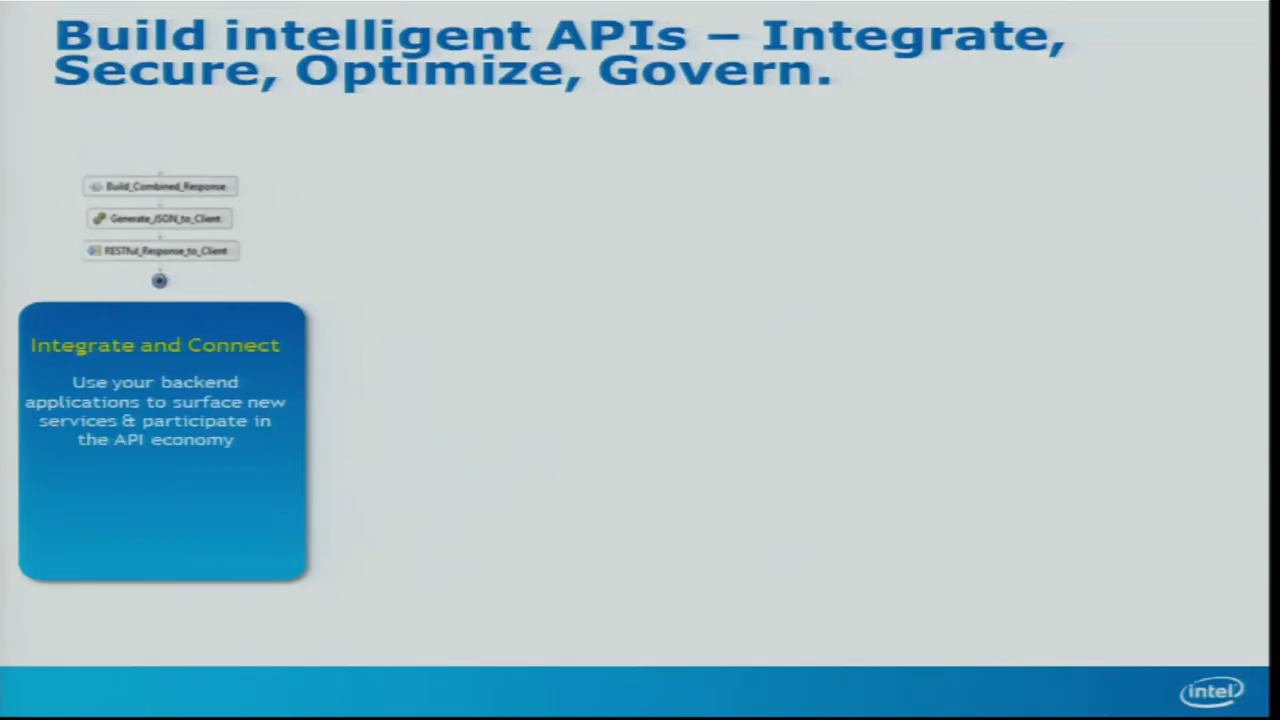 Build intelligent APIs – Integrate,
Secure, Optimize, Govern.
Build_Combined_Response
Generate_JSON_to_Client
RESTful_Response_to_Client
Integrate and Connect
Use your backend
applications to surface new
services & participate in
the API economy
intel